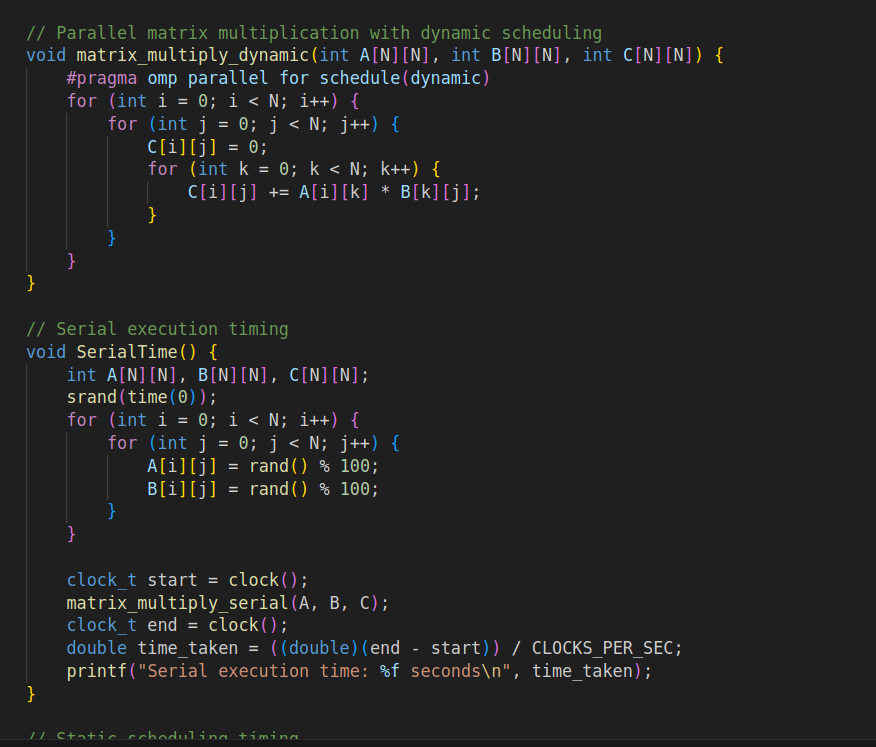 // Parallel matrix multiplication with dynamic scheduling
void matrix_multiply_dynamic(int A[N][N], int B[N][N], int C[N][N]) {
    #pragma omp parallel for schedule(dynamic)
    for (int i = 0; i < N; i++) {
        for (int j = 0; j < N; j++) {
            C[i][j] = 0;
            for (int k = 0; k < N; k++) {
                C[i][j] += A[i][k] * B[k][j];
            }
        }
    }
}

// Serial execution timing
void SerialTime() {
    int A[N][N], B[N][N], C[N][N];
    srand(time(0));
    for (int i = 0; i < N; i++) {
        for (int j = 0; j < N; j++) {
            A[i][j] = rand() % 100;
            B[i][j] = rand() % 100;
        }
    }

    clock_t start = clock();
    matrix_multiply_serial(A, B, C);
    clock_t end = clock();
    double time_taken = ((double)(end - start)) / CLOCKS_PER_SEC;
    printf("Serial execution time: %f seconds\n", time_taken);
}

// Static scheduling timing